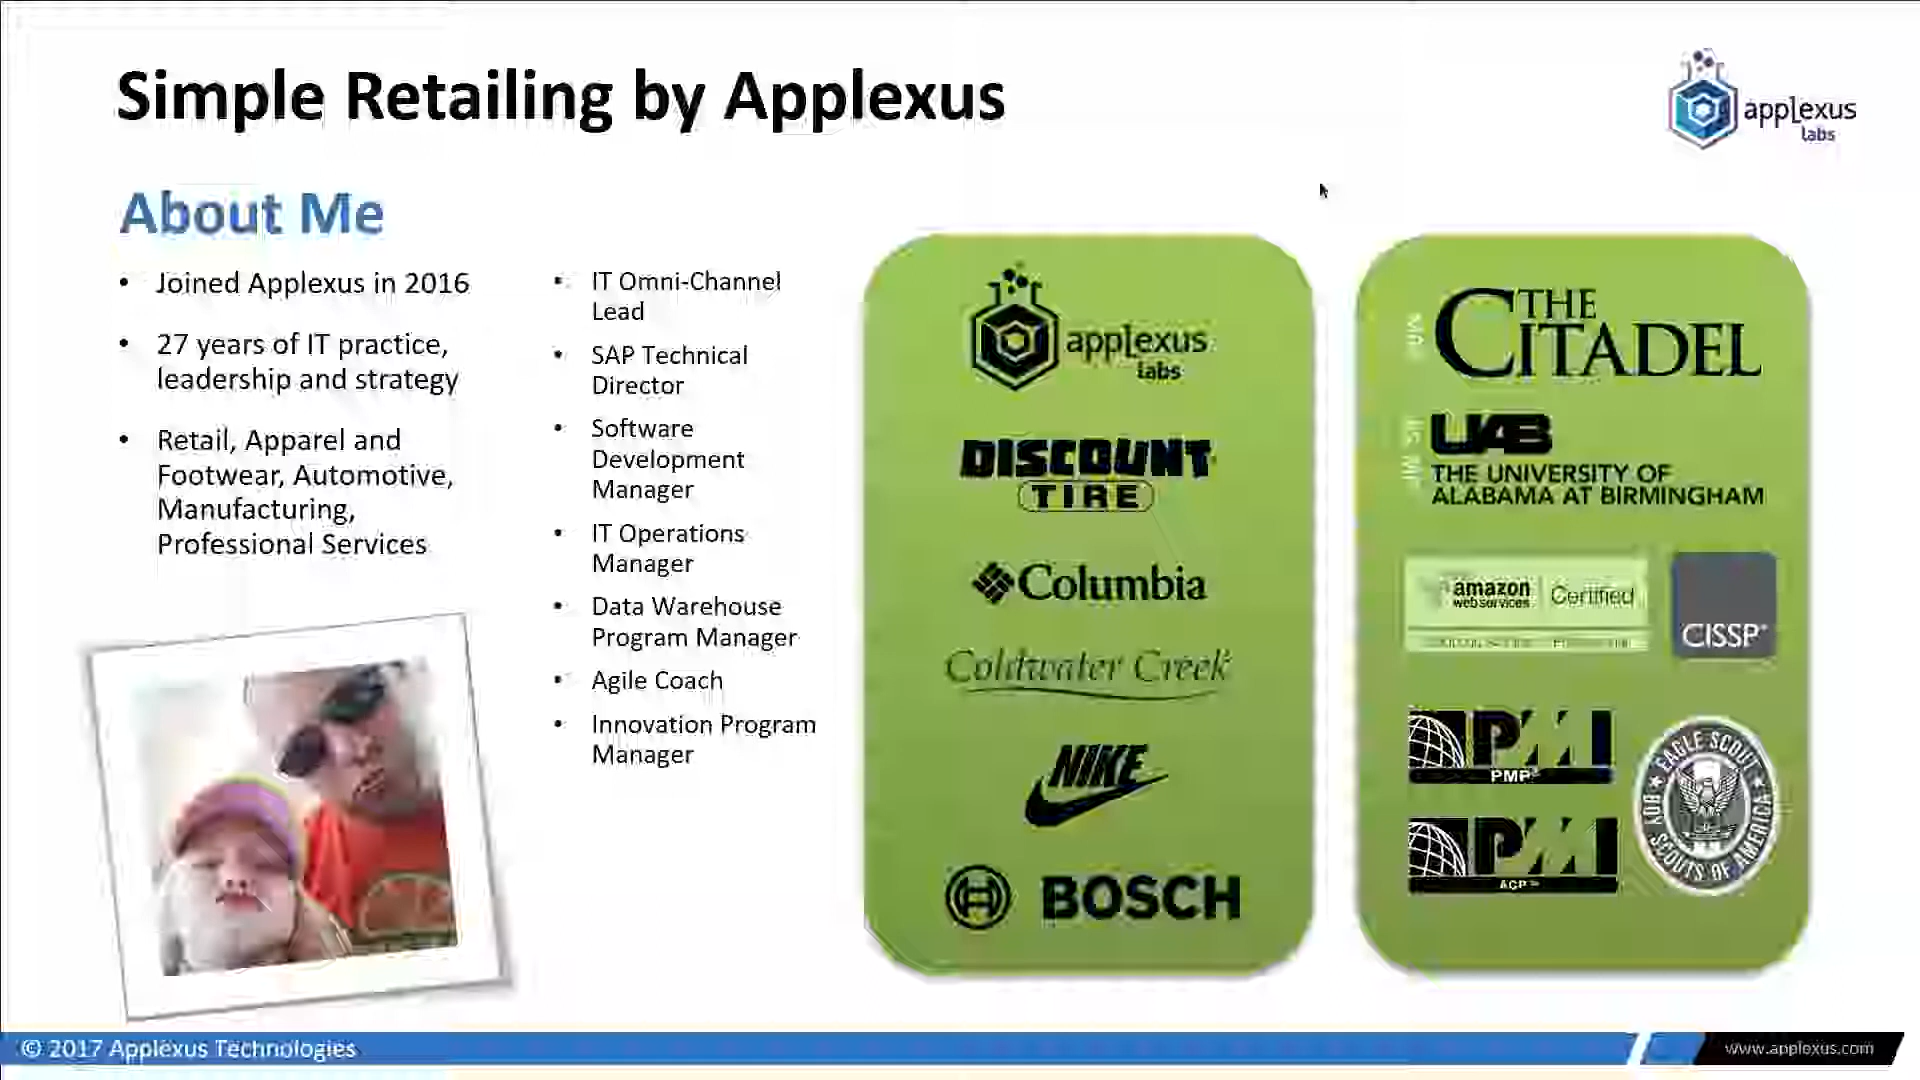 Simple Retailing by Applexus
applexus
labs
About Me
• Joined Applexus in 2016
• 27 years of IT practice,
leadership and strategy
• Retail, Apparel and
Footwear, Automotive,
Manufacturing,
Professional Services
• IT Omni-Channel
Lead
• SAP Technical
Director
• Software
Development
Manager
• IT Operations
Manager
• Data Warehouse
Program Manager
• Agile Coach
• Innovation Program
Manager
applexus
labs
DISCOUNT
TIRE
Columbia
Coldwater Creek
NIKE
BOSCH
THE
CITADEL
UAB
THE UNIVERSITY OF
ALABAMA AT BIRMINGHAM
amazon
web services
Certified
CISSP®
PMI
PMP
PMI
ACP
EAGLE SCOUT
BOY SCOUTS OF AMERICA
© 2017 Applexus Technologies
www.applexus.com